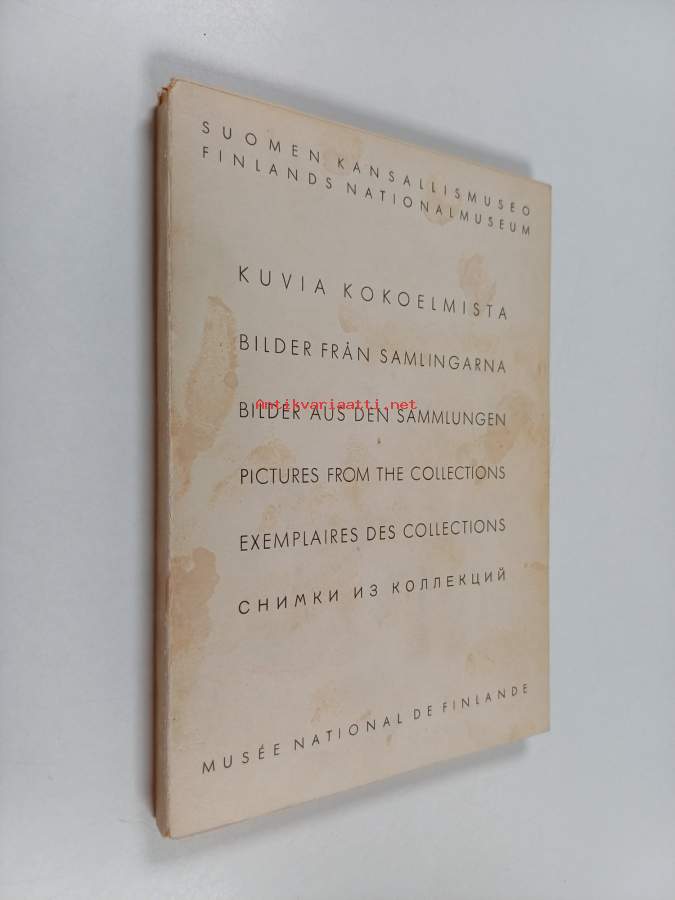 SUOMEN KANSALLISMUSEO
FINLANDS NATIONALMUSEUM
KUVIA KOKOELMISTA
BILDER FRÅN SAMLINGARNA
Antikvariaatti.net
BILDER AUS DEN SAMMLUNGEN
PICTURES FROM THE COLLECTIONS
EXEMPLAIRES DES COLLECTIONS
СНИМКИ ИЗ КОЛЛЕКЦИЙ
MUSÉE NATIONAL DE FINLANDE